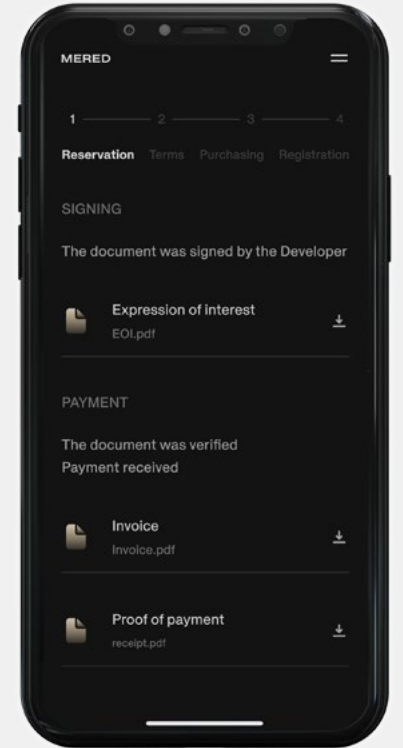 MERED
1 2 3 4
Reservation Terms Purchasing Registration
SIGNING
The document was signed by the Developer
Expression of interest
EOI.pdf
PAYMENT
The document was verified
Payment received
Invoice
Invoice.pdf
Proof of payment
receipt.pdf